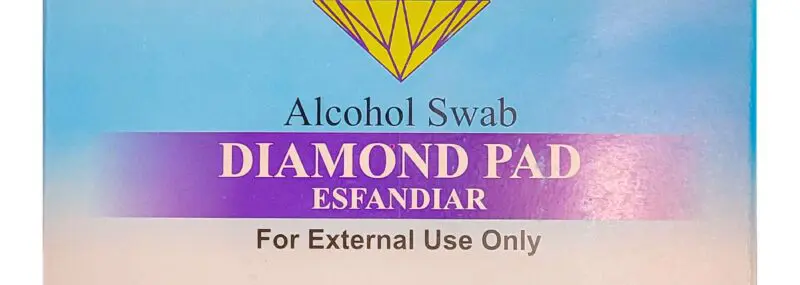 Alcohol Swab
DIAMOND PAD
ESFANDIAR
For External Use Only